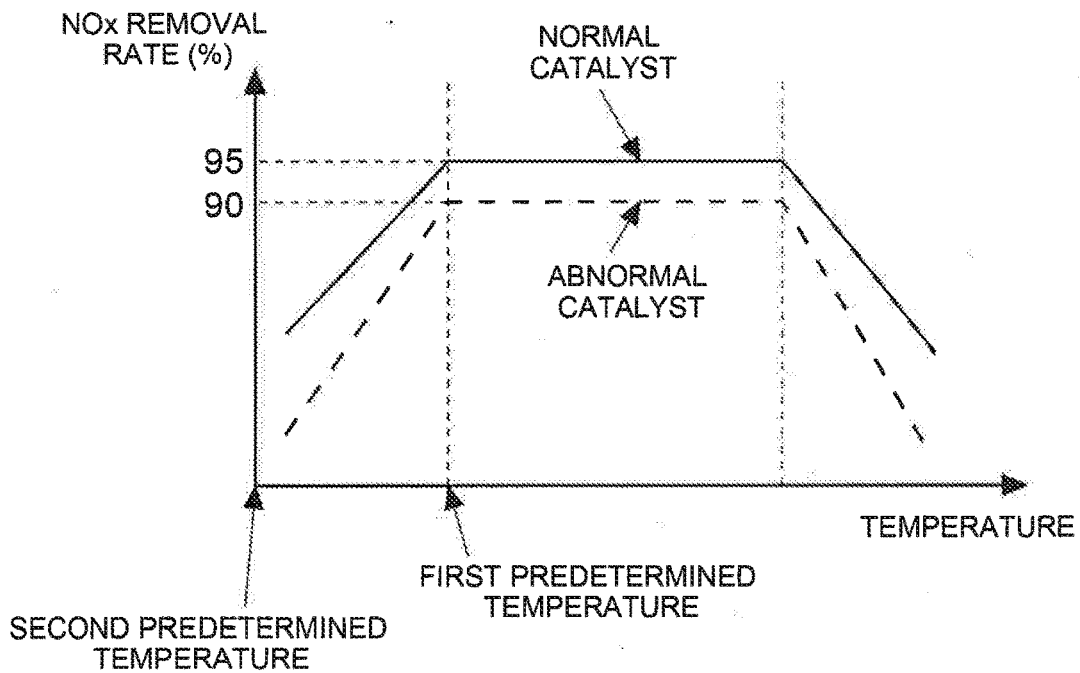 NOx REMOVAL
RATE (%)
NORMAL
CATALYST
95
90
ABNORMAL
CATALYST
TEMPERATURE
FIRST PREDETERMINED
TEMPERATURE
SECOND PREDETERMINED
TEMPERATURE